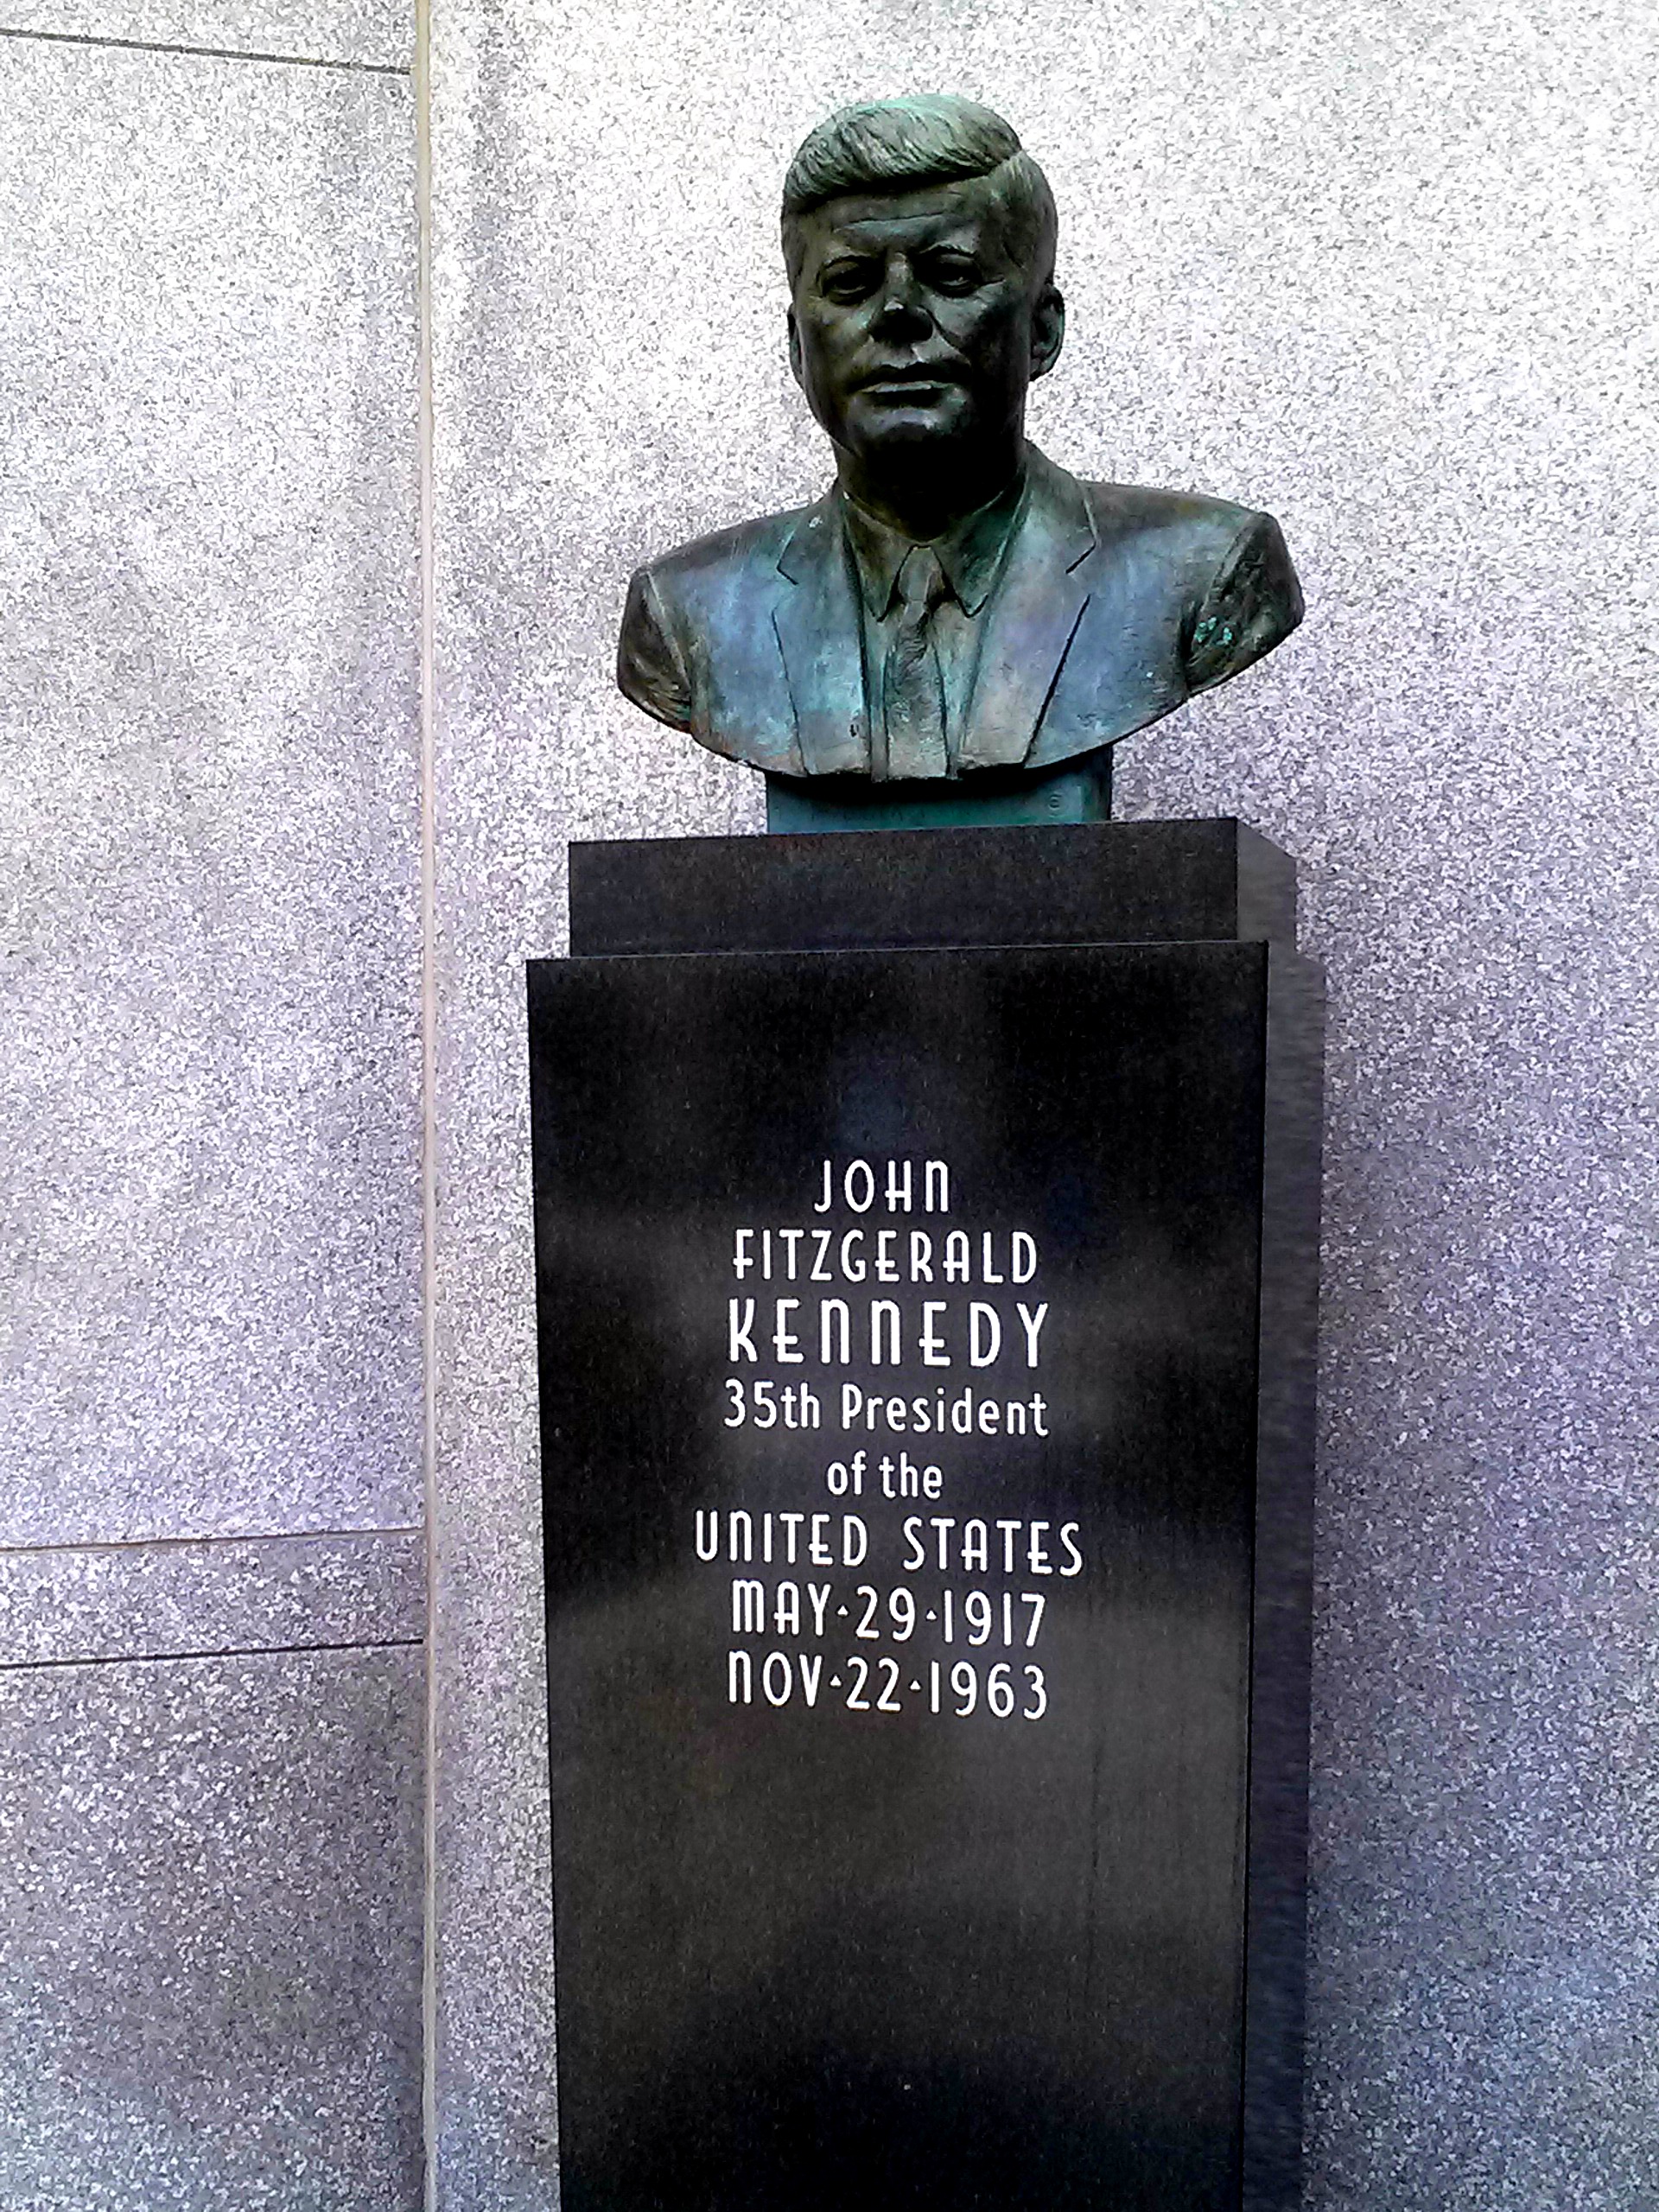 JOHN
FITZGERALD
KENNEDY
35th President
of the
UNITED STATES
MAY·29·1917
NOV·22·1963